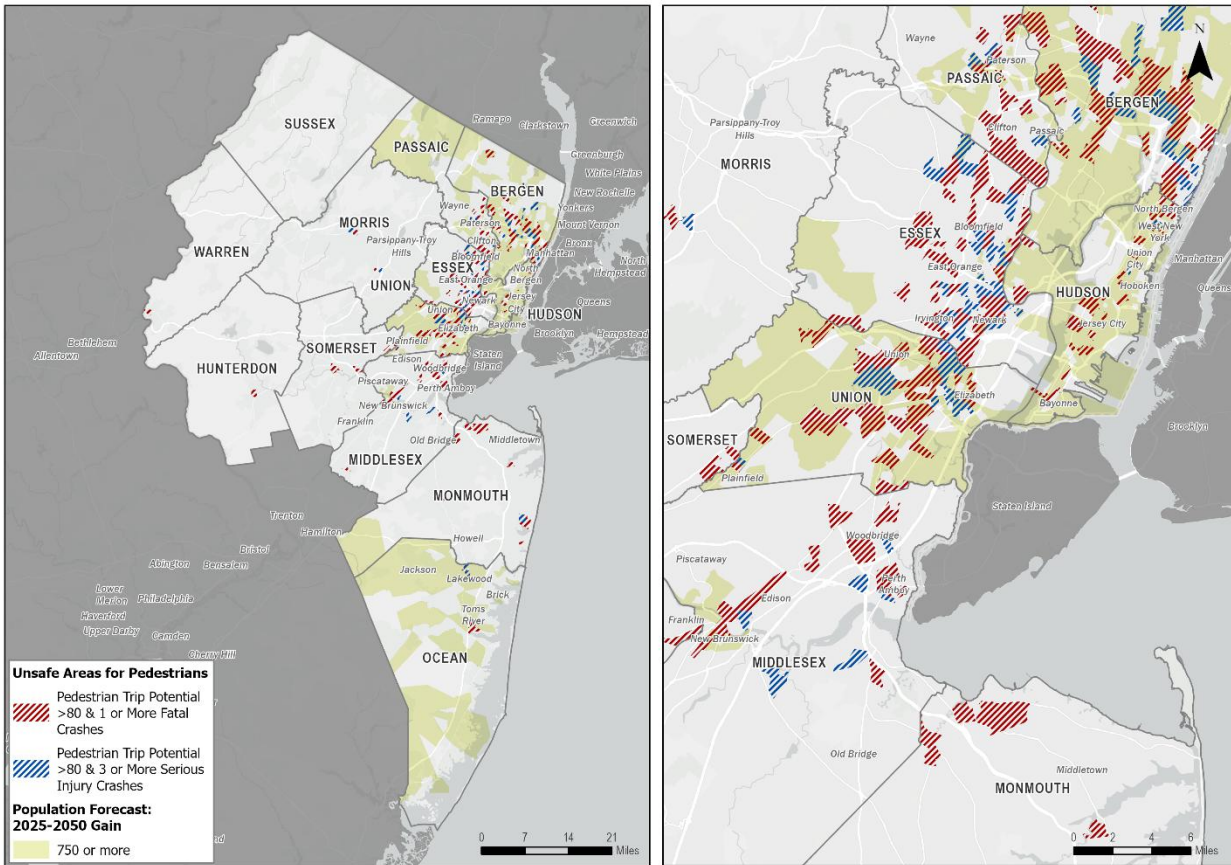 Ramapo
Clarkstown
Greenwich
SUSSEX
PASSAIC
Greenburgh
White Plains
BERGEN
New Rochelle
Yonkers
Wayne
Mount Vernon
MORRIS
Paterson
WARREN
Parsippany-Troy
Hills
Clifton
Bronx
Manhattan
North
Hempstead
Bloomfield
ESSEX
East Orange
North
Bergen
UNION
Newark
Jersey
City
Queens
HUDSON
Union
Elizabeth
Bayonne
Brooklyn
Hempstead
Bethlehem
Allentown
SOMERSET
Plainfield
Edison
Staten
Island
HUNTERDON
Woodbridge
Piscataway
Perth Amboy
New Brunswick
Franklin
Old Bridge
Middletown
MIDDLESEX
MONMOUTH
Trenton
Hamilton
Howell
Bristol
Abington
Bensalem
Jackson
Lakewood
Lower
Merion
Philadelphia
Brick
Haverford
Toms
River
Upper Darby
Camden
Cherry Hill
OCEAN
Unsafe Areas for Pedestrians
Pedestrian Trip Potential
>80 & 1 or More Fatal
Crashes
Pedestrian Trip Potential
>80 & 3 or More Serious
Injury Crashes
Population Forecast:
2025-2050 Gain
750 or more
0 7 14 21
Miles
N
Wayne
Paterson
PASSAIC
BERGEN
Parsippany-Troy
Hills
Clifton
Passaic
MORRIS
North Bergen
West New
York
ESSEX
Bloomfield
Union
City
Manhattan
East Orange
Hoboken
HUDSON
Queens
Irvington
Newark
Jersey City
Union
Elizabeth
UNION
Bayonne
Brooklyn
SOMERSET
Plainfield
Staten Island
Woodbridge
Piscataway
Perth
Amboy
Edison
Franklin
New Brunswick
MIDDLESEX
Old Bridge
Middletown
MONMOUTH
0 2 4 6
Miles